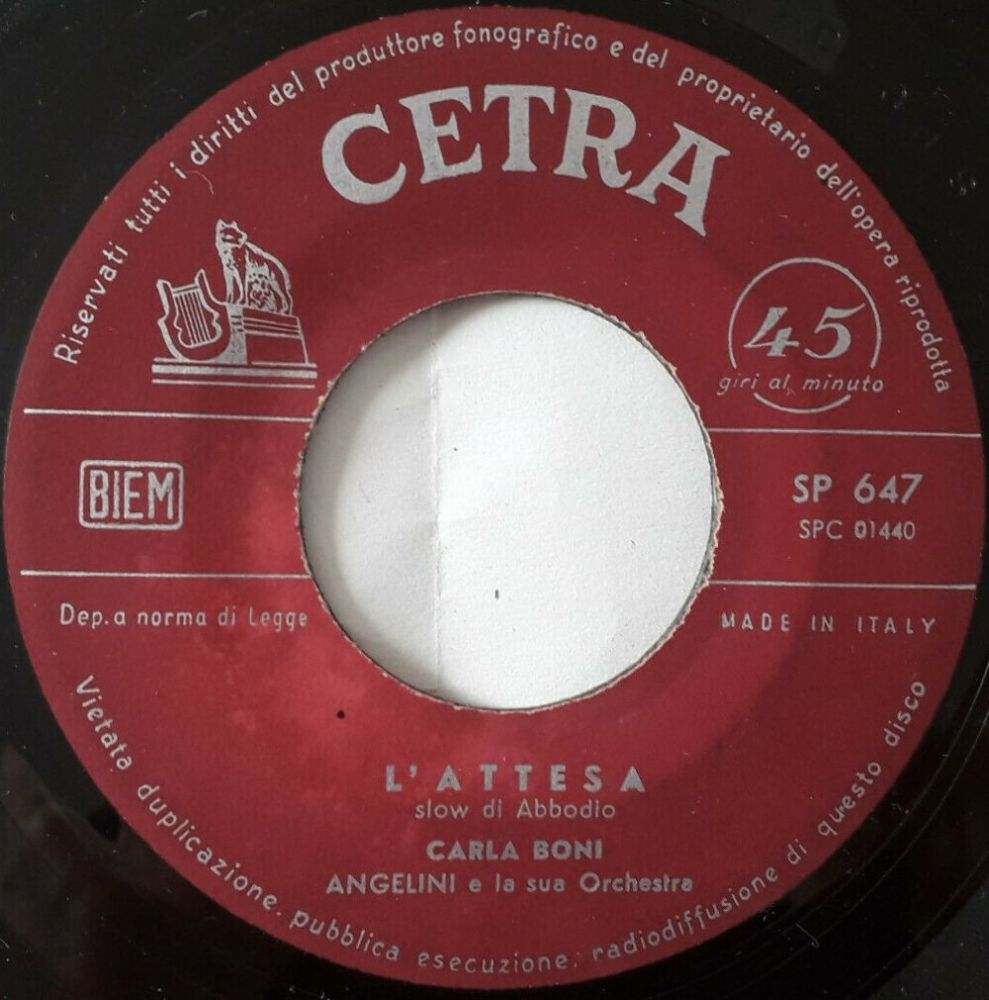 Riservati tutti i diritti del produttore fonografico e del proprietario dell'opera riprodotta
CETRA
45
giri al minuto
BIEM
SP 647
SPC 01440
Dep. a norma di Legge
MADE IN ITALY
L'ATTESA
slow di Abbodio
CARLA BONI
ANGELINI e la sua Orchestra
Vietata duplicazione. pubblica esecuzione. radiodiffusione di questo disco